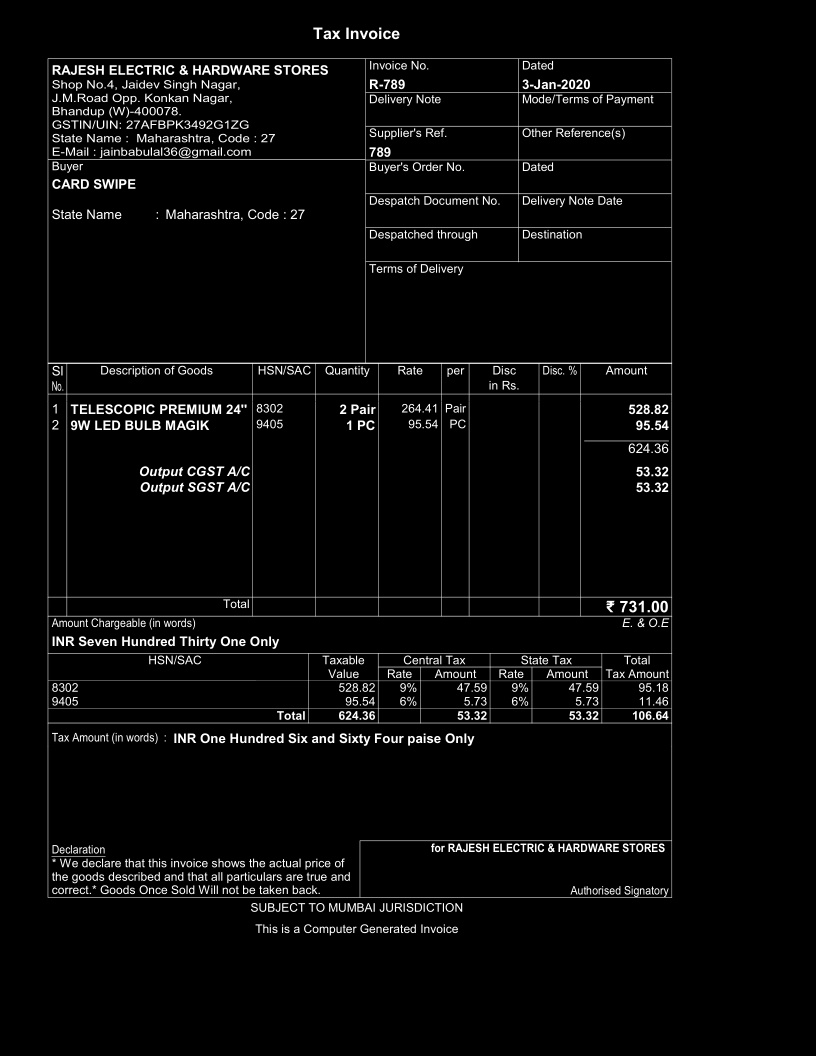 Tax Invoice
RAJESH ELECTRIC & HARDWARE STORES
Shop No.4, Jaidev Singh Nagar,
J.M.Road Opp. Konkan Nagar,
Bhandup (W)-400078.
GSTIN/UIN: 27AFBPK3492G1ZG
State Name : Maharashtra, Code : 27
E-Mail : jainbabulal36@gmail.com
Buyer
CARD SWIPE
State Name : Maharashtra, Code : 27
Invoice No. Dated
R-789 3-Jan-2020
Delivery Note Mode/Terms of Payment
Supplier's Ref. Other Reference(s)
789
Buyer's Order No. Dated
Despatch Document No. Delivery Note Date
Despatched through Destination
Terms of Delivery
Sl Description of Goods HSN/SAC Quantity Rate per Disc Disc. % Amount
No. in Rs.
1 TELESCOPIC PREMIUM 24" 8302 2 Pair 264.41 Pair 528.82
2 9W LED BULB MAGIK 9405 1 PC 95.54 PC 95.54
624.36
Output CGST A/C 53.32
Output SGST A/C 53.32
Total ₹ 731.00
Amount Chargeable (in words) E. & O.E
INR Seven Hundred Thirty One Only
HSN/SAC Taxable Central Tax State Tax Total
Value Rate Amount Rate Amount Tax Amount
8302 528.82 9% 47.59 9% 47.59 95.18
9405 95.54 6% 5.73 6% 5.73 11.46
Total 624.36 53.32 53.32 106.64
Tax Amount (in words) : INR One Hundred Six and Sixty Four paise Only
Declaration
* We declare that this invoice shows the actual price of
the goods described and that all particulars are true and
correct.* Goods Once Sold Will not be taken back.
for RAJESH ELECTRIC & HARDWARE STORES
Authorised Signatory
SUBJECT TO MUMBAI JURISDICTION
This is a Computer Generated Invoice